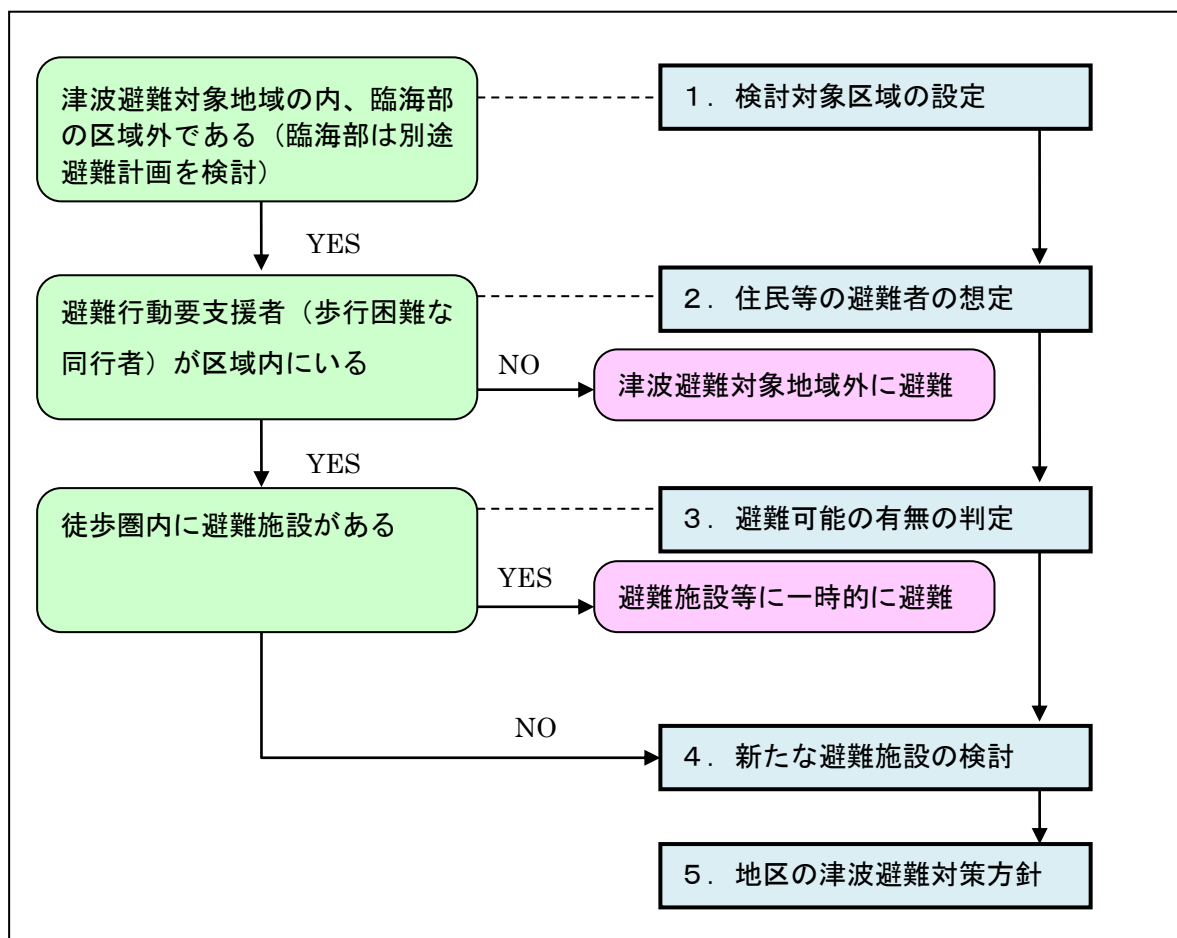 津波避難対象地域の内、臨海部
の区域外である（臨海部は別途
避難計画を検討）
１．検討対象区域の設定
YES
避難行動要支援者（歩行困難な
同行者）が区域内にいる
２．住民等の避難者の想定
NO
津波避難対象地域外に避難
YES
徒歩圏内に避難施設がある
３．避難可能の有無の判定
YES
避難施設等に一時的に避難
NO
４．新たな避難施設の検討
５．地区の津波避難対策方針